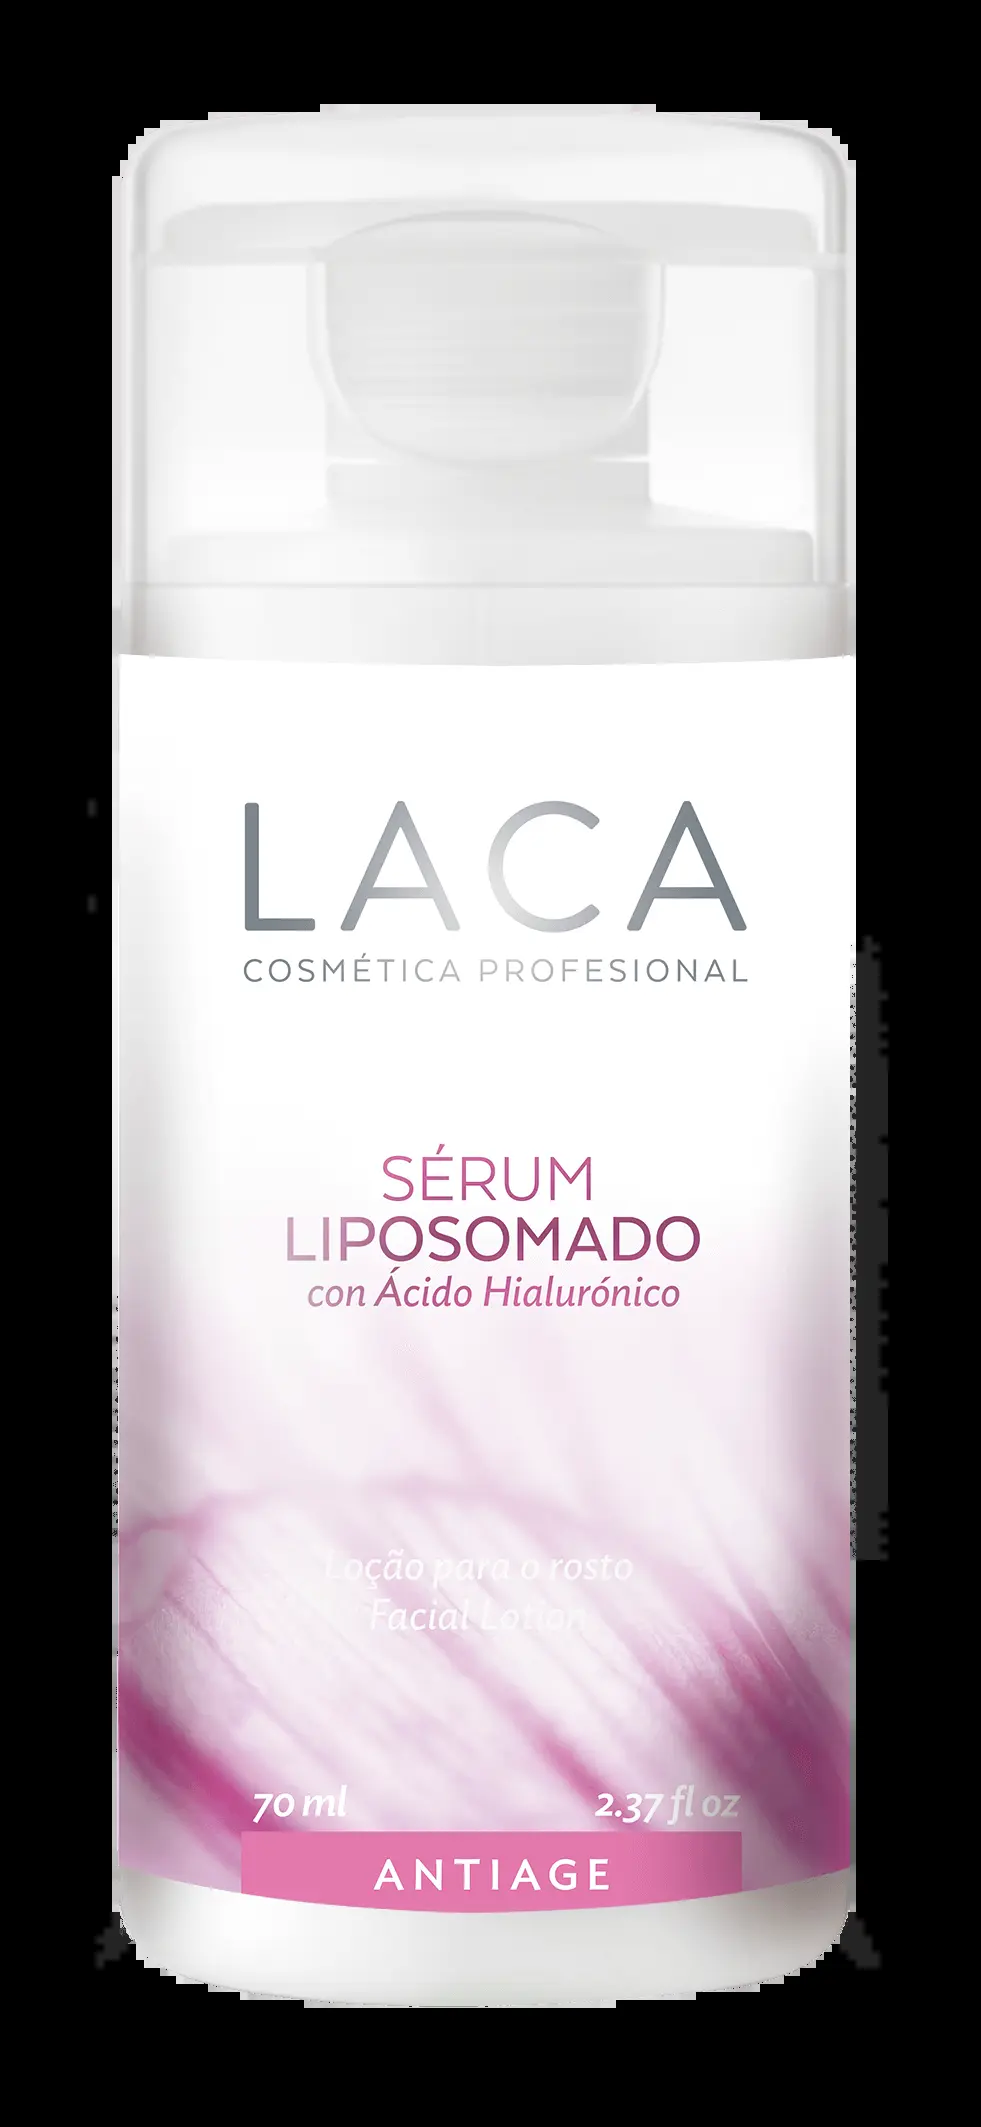 LACA
COSMÉTICA PROFESIONAL
SÉRUM
LIPOSOMADO
con Ácido Hialurónico
Loção para o rosto
Facial Lotion
70 ml 2.37 fl oz
ANTIAGE